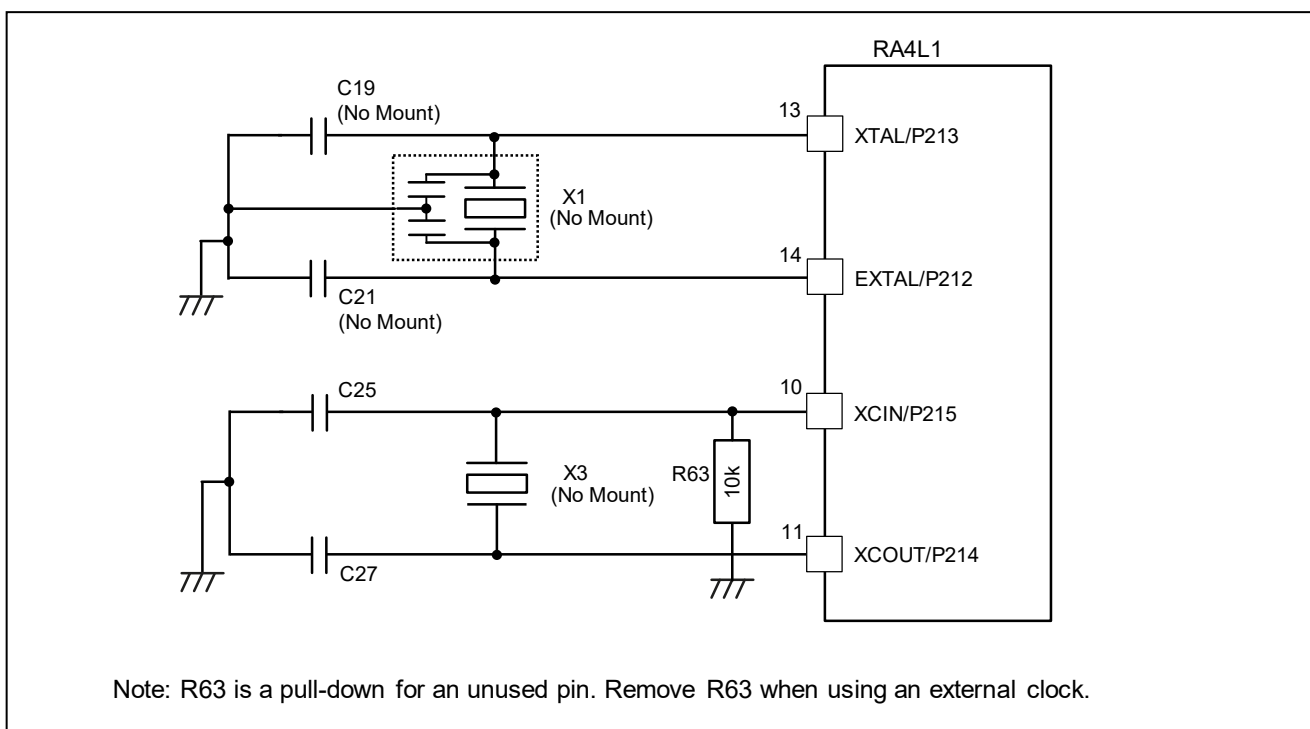 RA4L1
C19
(No Mount)
13
XTAL/P213
X1
(No Mount)
14
EXTAL/P212
C21
(No Mount)
C25
10
XCIN/P215
X3
(No Mount)
R63
10k
11
XCOUT/P214
C27
Note: R63 is a pull-down for an unused pin. Remove R63 when using an external clock.